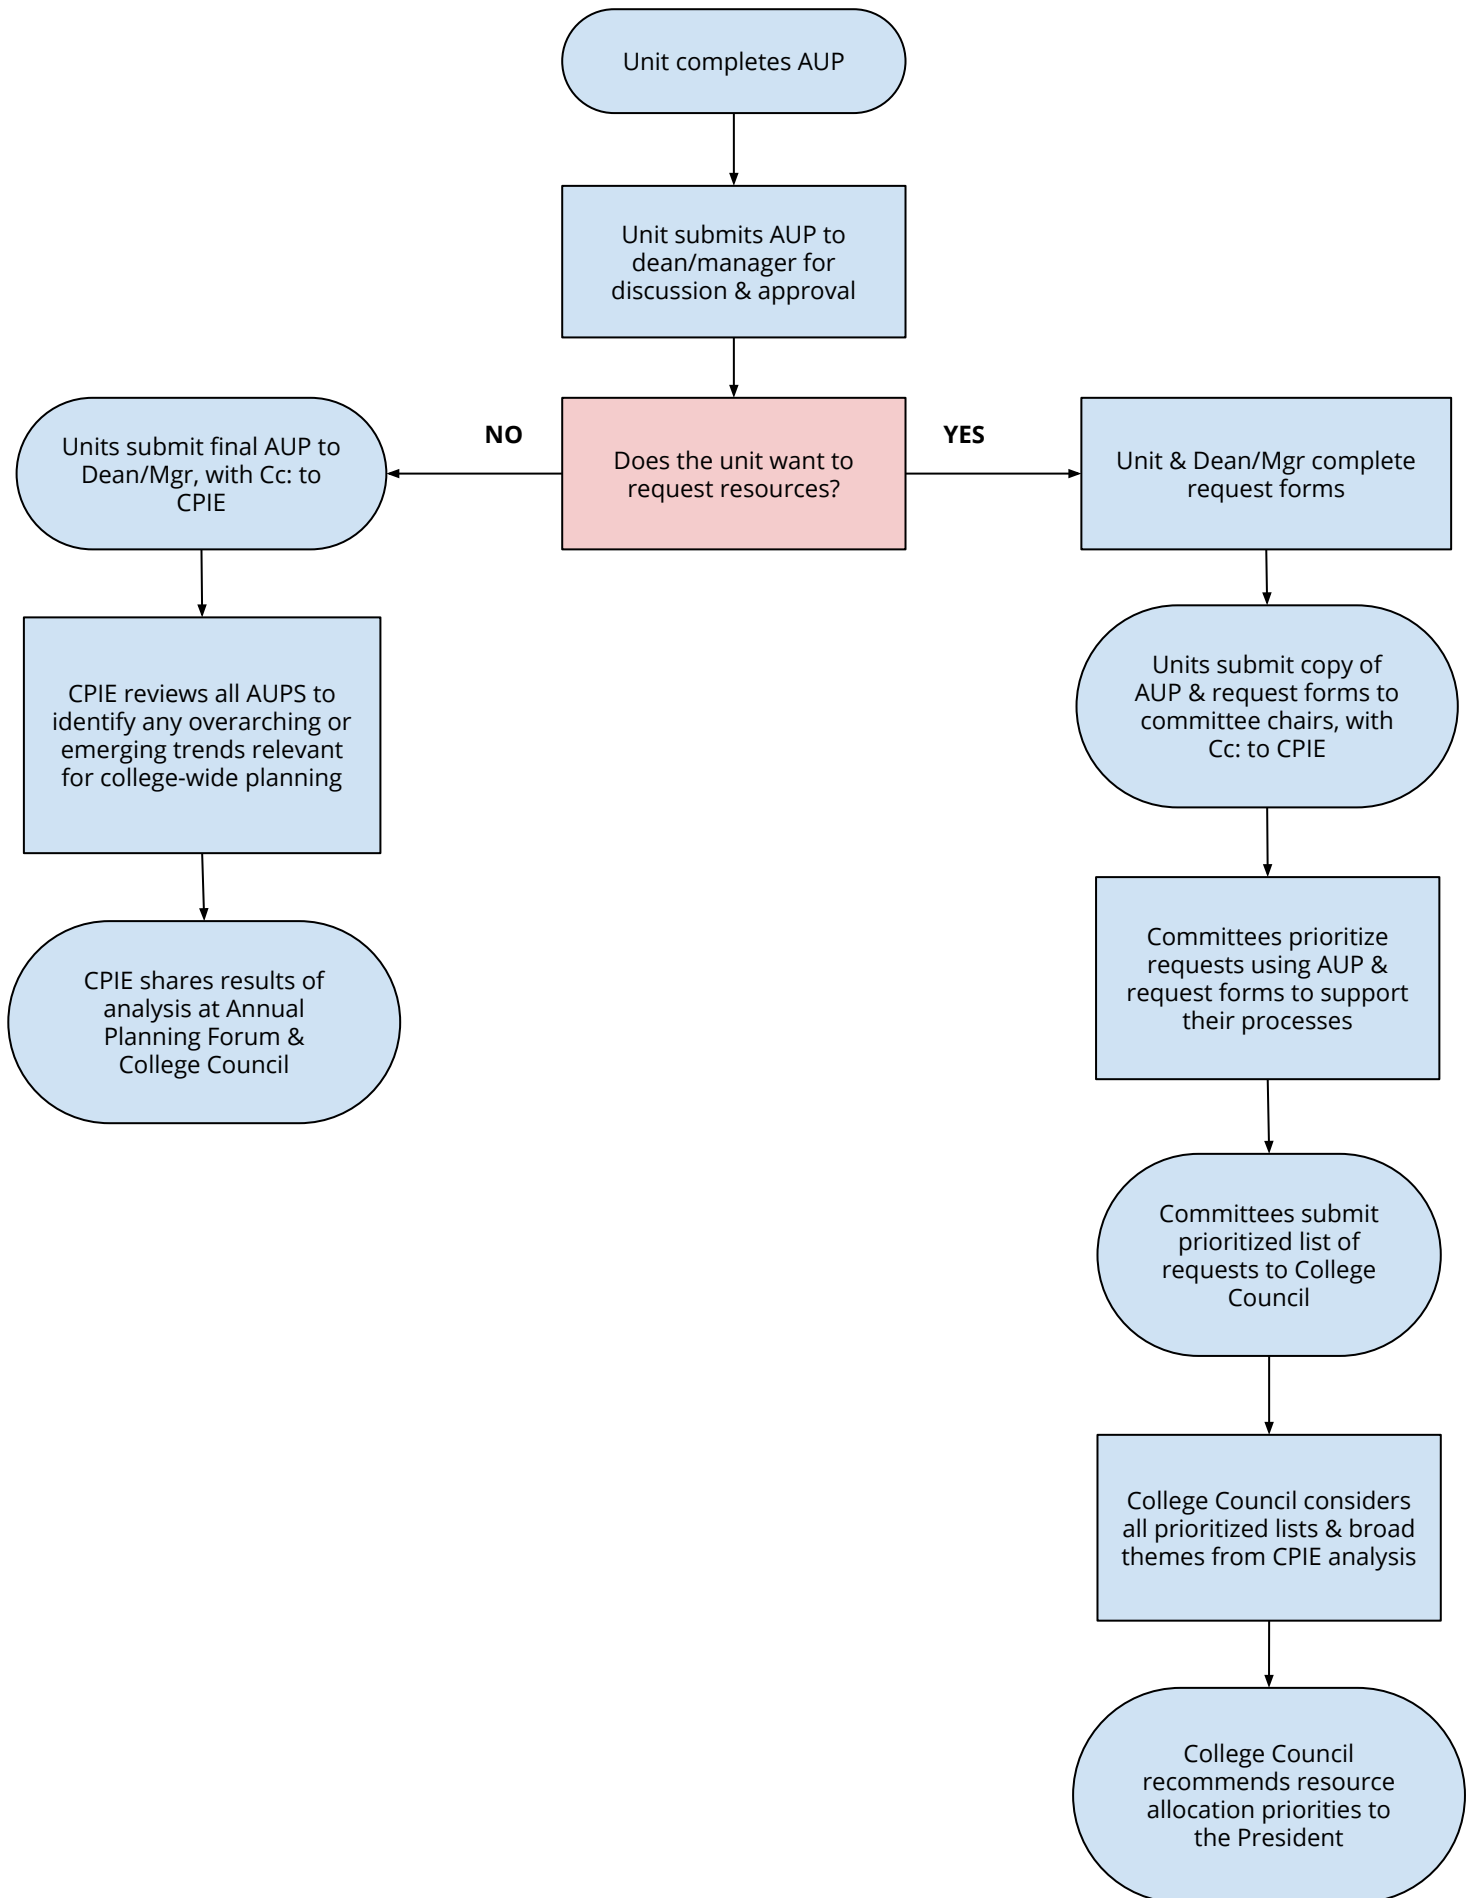 Unit completes AUP
Unit submits AUP to
dean/manager for
discussion & approval
Does the unit want to
request resources?
NO
Units submit final AUP to
Dean/Mgr, with Cc: to
CPIE
CPIE reviews all AUPS to
identify any overarching or
emerging trends relevant
for college-wide planning
CPIE shares results of
analysis at Annual
Planning Forum &
College Council
YES
Unit & Dean/Mgr complete
request forms
Units submit copy of
AUP & request forms to
committee chairs, with
Cc: to CPIE
Committees prioritize
requests using AUP &
request forms to support
their processes
Committees submit
prioritized list of
requests to College
Council
College Council considers
all prioritized lists & broad
themes from CPIE analysis
College Council
recommends resource
allocation priorities to
the President